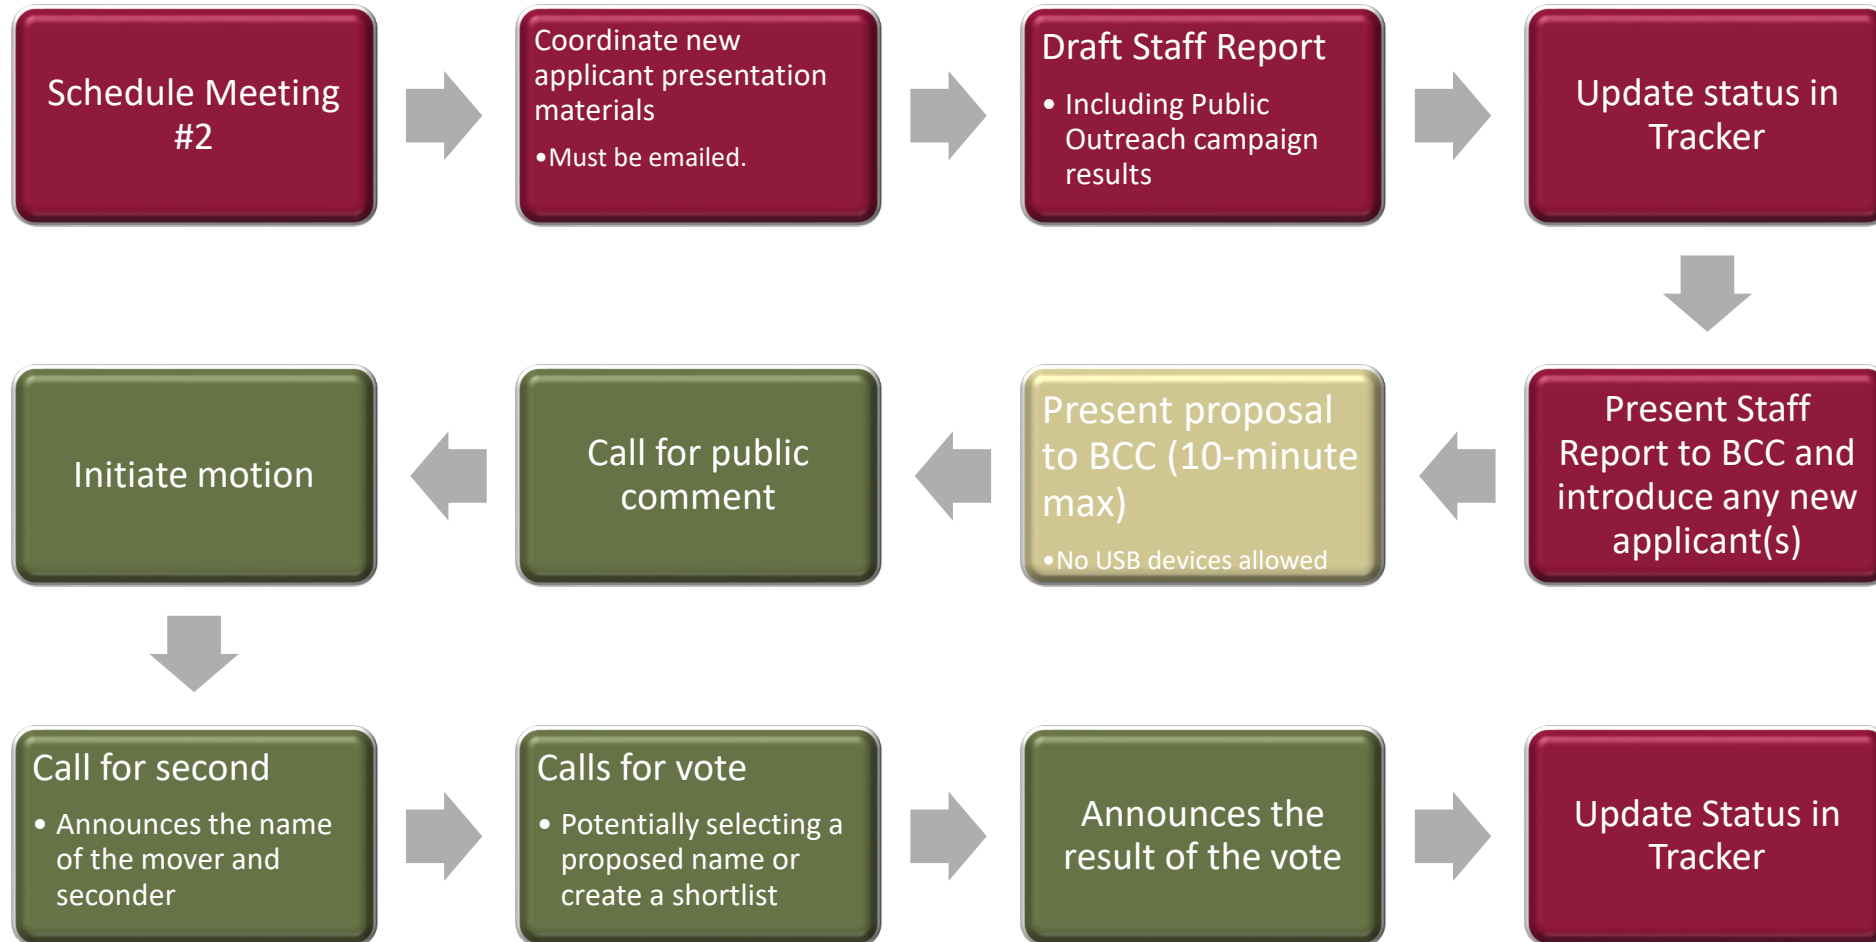 Schedule Meeting
#2
Coordinate new
applicant presentation
materials
•Must be emailed.
Draft Staff Report
• Including Public
Outreach campaign
results
Update status in
Tracker
Present Staff
Report to BCC and
introduce any new
applicant(s)
Present proposal
to BCC (10-minute
max)
•No USB devices allowed
Call for public
comment
Initiate motion
Call for second
• Announces the name
of the mover and
seconder
Calls for vote
• Potentially selecting a
proposed name or
create a shortlist
Announces the
result of the vote
Update Status in
Tracker